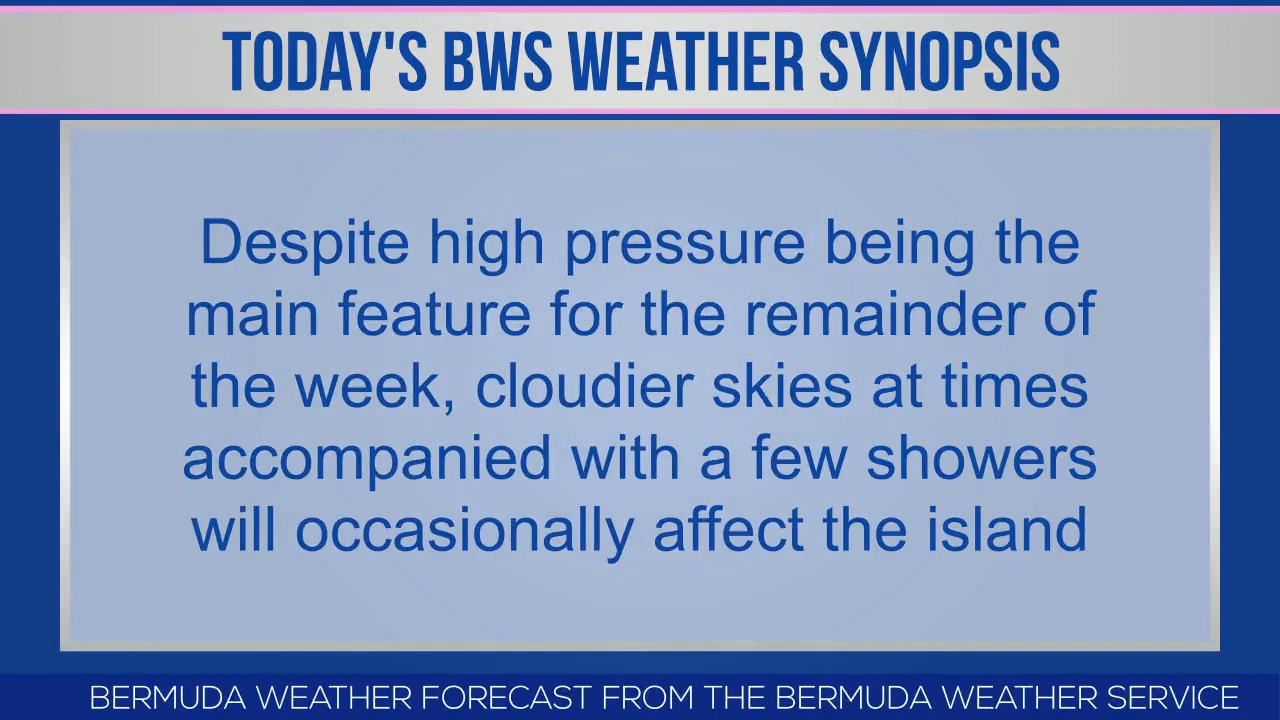 TODAY'S BWS WEATHER SYNOPSIS
Despite high pressure being the
main feature for the remainder of
the week, cloudier skies at times
accompanied with a few showers
will occasionally affect the island
BERMUDA WEATHER FORECAST FROM THE BERMUDA WEATHER SERVICE